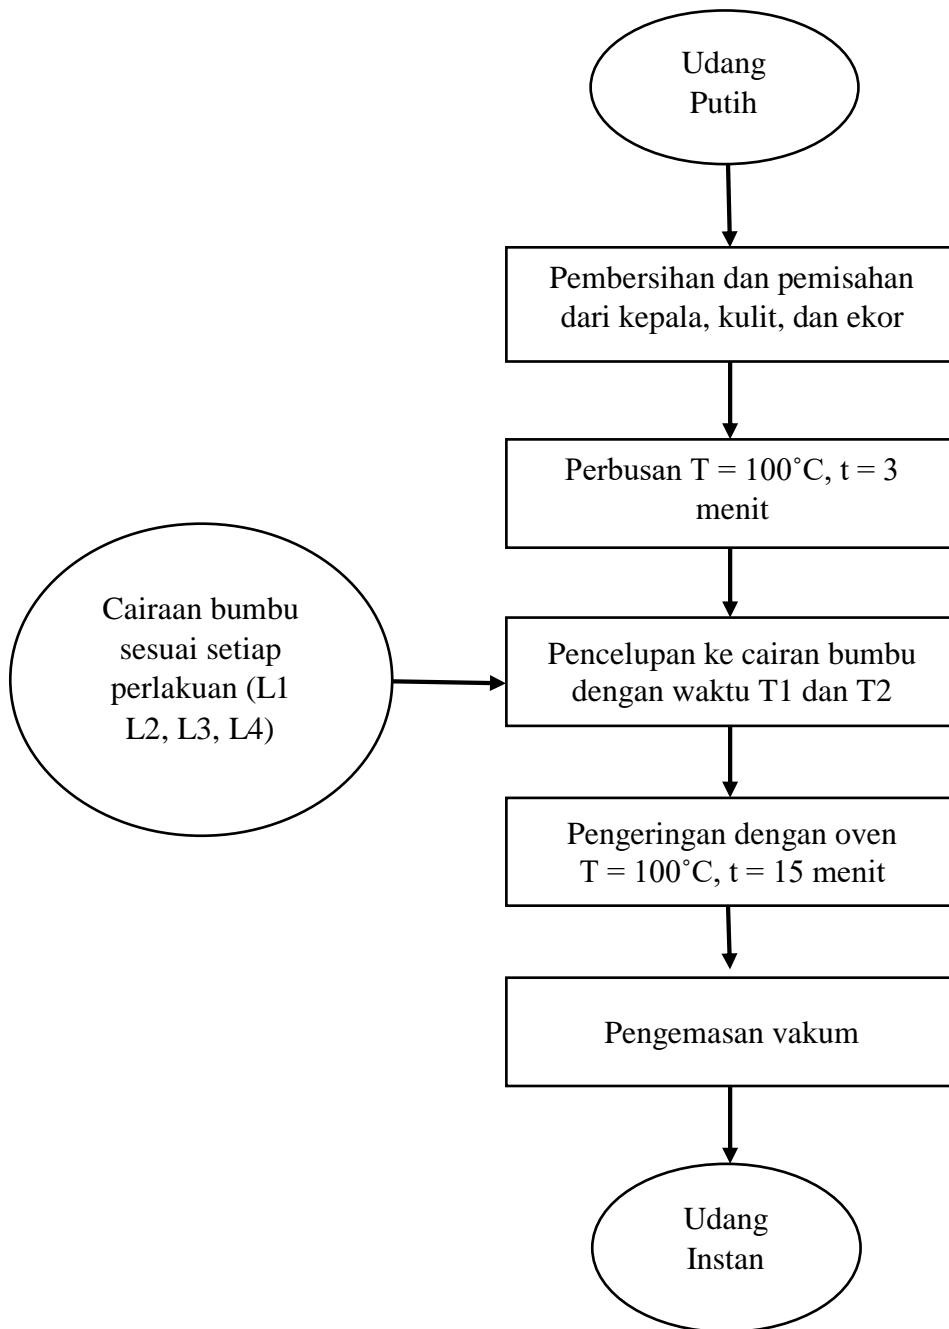 Udang
Putih
Pembersihan dan pemisahan
dari kepala, kulit, dan ekor
Perbusan T = 100˚C, t = 3
menit
Cairaan bumbu
sesuai setiap
perlakuan (L1
L2, L3, L4)
Pencelupan ke cairan bumbu
dengan waktu T1 dan T2
Pengeringan dengan oven
T = 100˚C, t = 15 menit
Pengemasan vakum
Udang
Instan